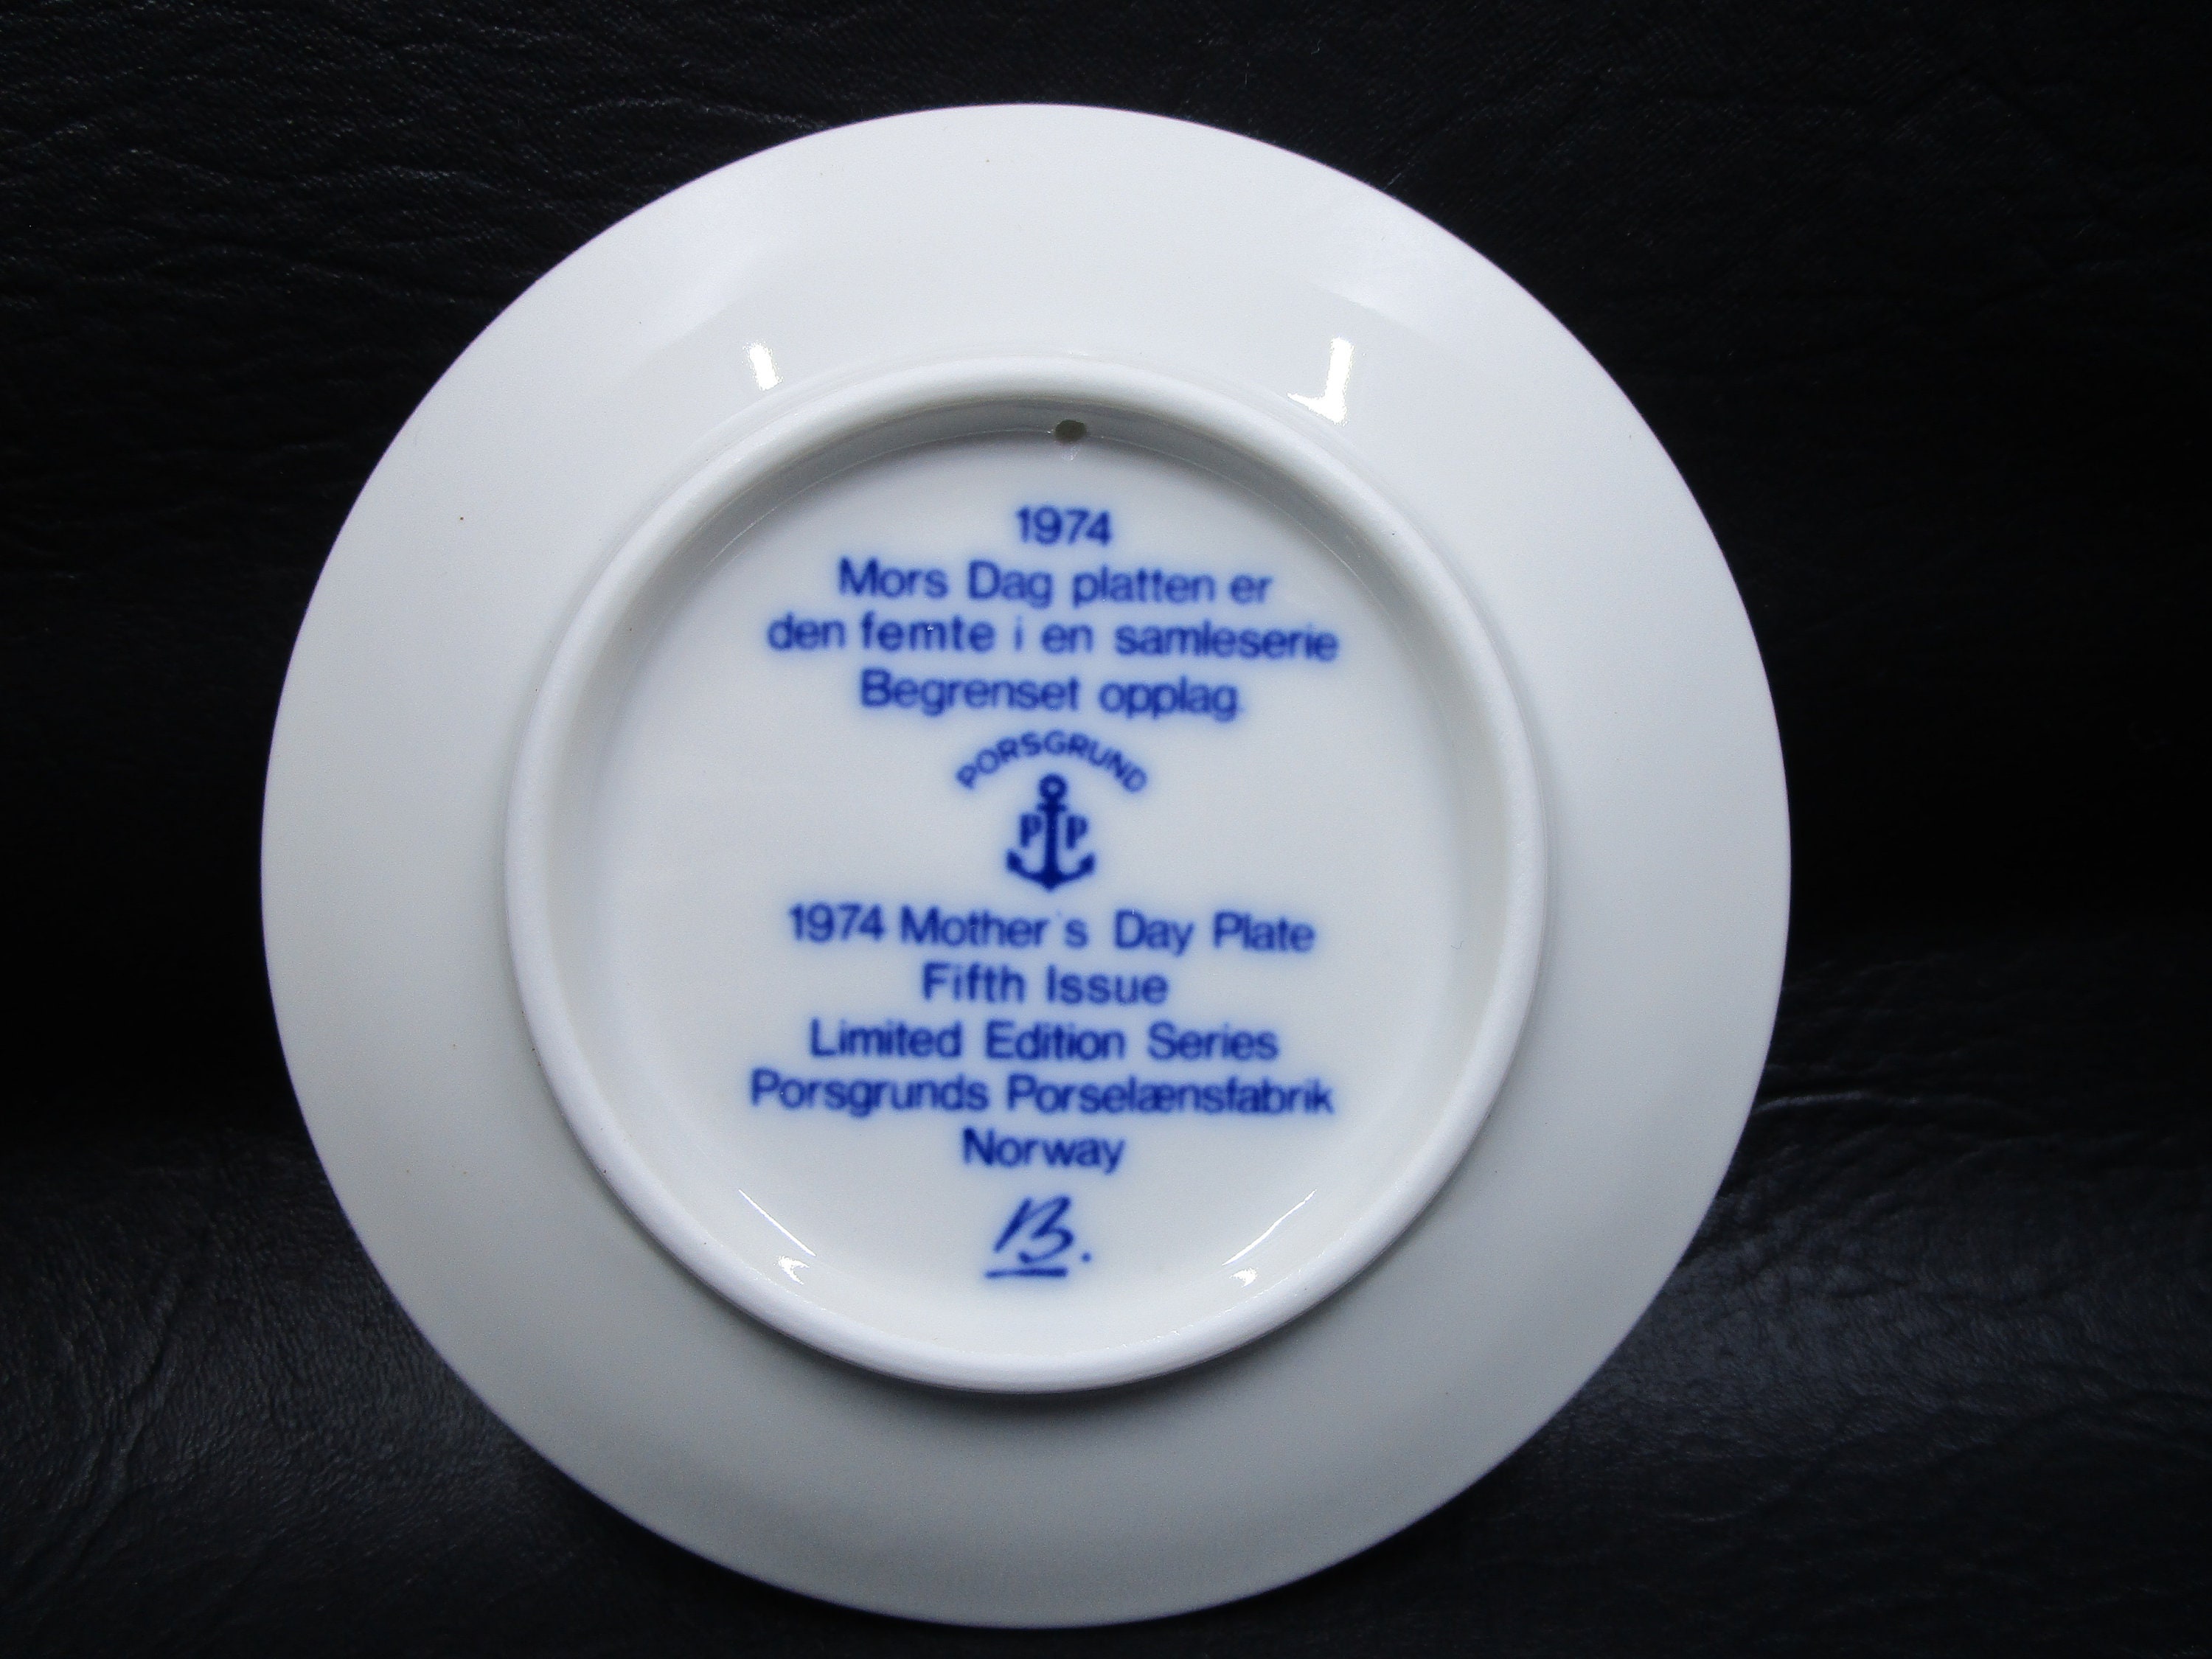 1974
Mors Dag platten er
den femte i en samleserie
Begrenset opplag.
PORSGRUND
P P
1974 Mother's Day Plate
Fifth Issue
Limited Edition Series
Porsgrunds Porselænsfabrik
Norway
B.